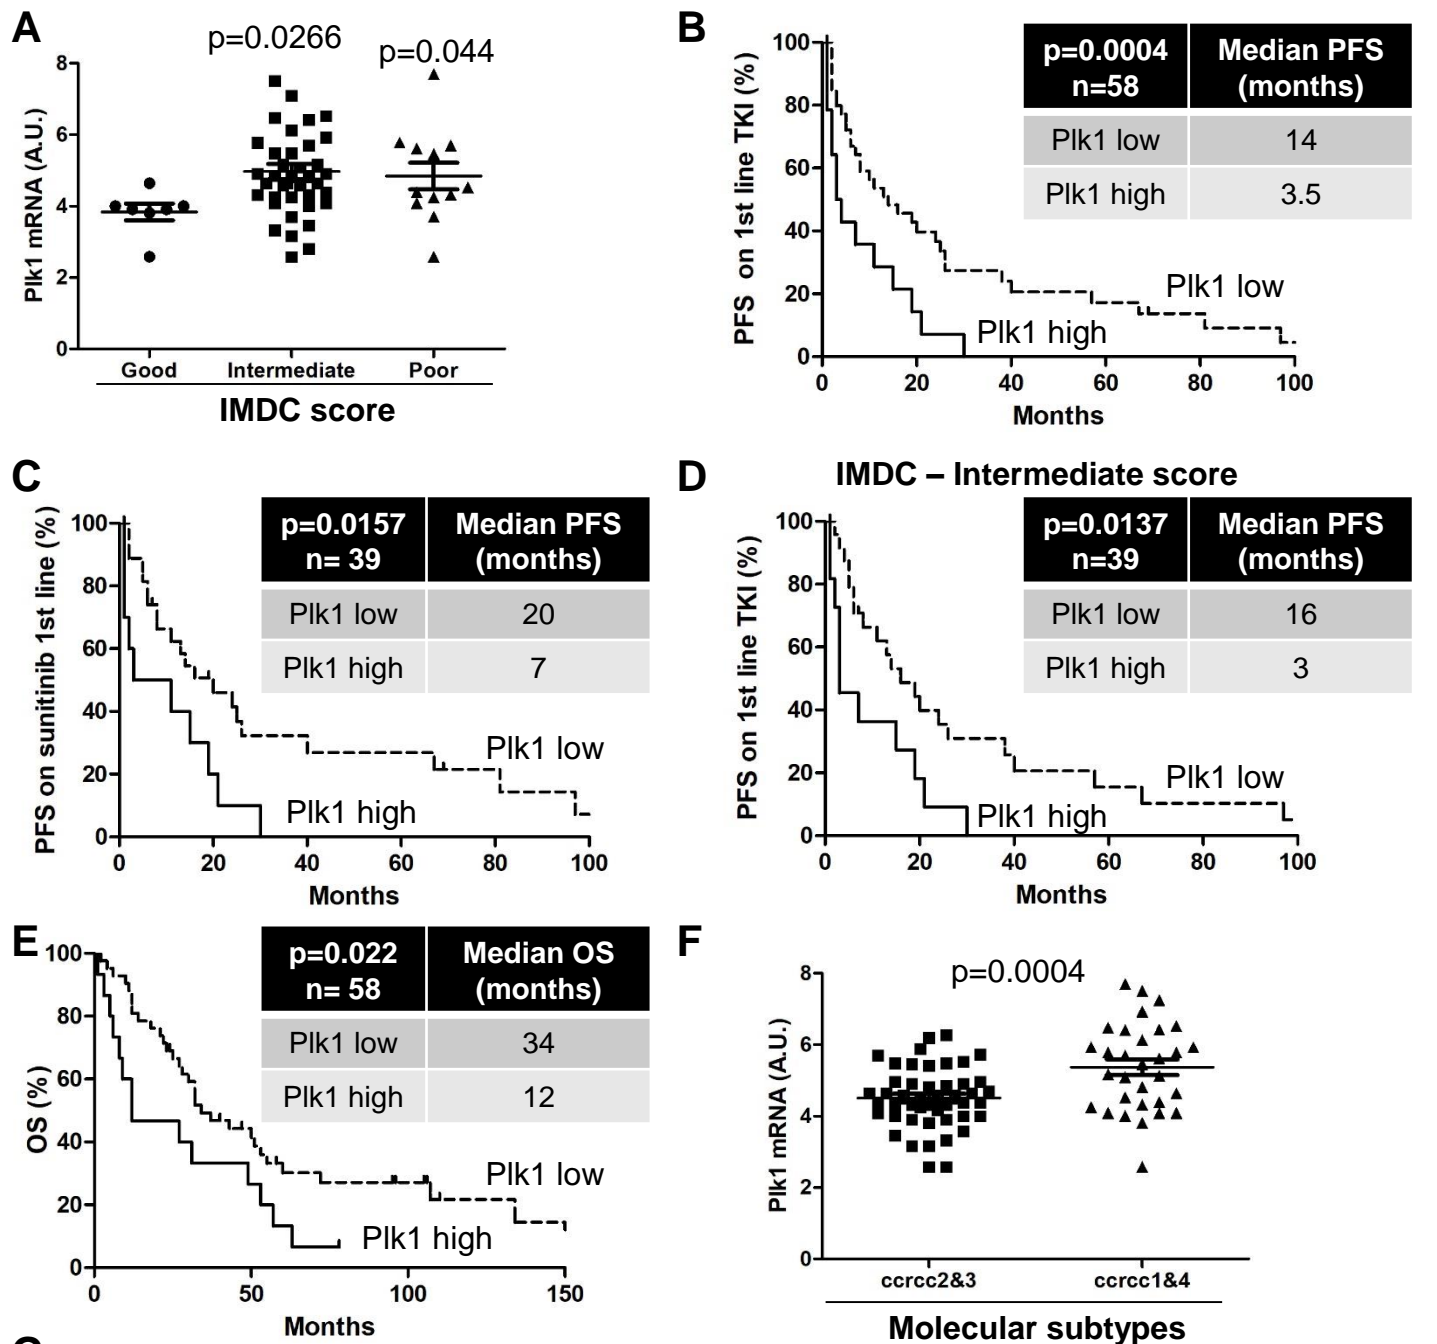 A
p=0.0266
p=0.044
Plk1 mRNA (A.U.)
8
6
4
2
0
Good Intermediate Poor
IMDC score
B
PFS on 1st line TKI (%)
100
80
60
40
20
0
p=0.0004
n=58
Median PFS
(months)
Plk1 low 14
Plk1 high 3.5
Plk1 low
Plk1 high
0 20 40 60 80 100
Months
C
PFS on sunitinib 1st line (%)
100
80
60
40
20
0
p=0.0157
n= 39
Median PFS
(months)
Plk1 low 20
Plk1 high 7
Plk1 low
Plk1 high
0 20 40 60 80 100
Months
D
IMDC – Intermediate score
PFS on 1st line TKI (%)
100
80
60
40
20
0
p=0.0137
n=39
Median PFS
(months)
Plk1 low 16
Plk1 high 3
Plk1 low
Plk1 high
0 20 40 60 80 100
Months
E
OS (%)
100
80
60
40
20
0
p=0.022
n= 58
Median OS
(months)
Plk1 low 34
Plk1 high 12
Plk1 low
Plk1 high
0 50 100 150
Months
F
p=0.0004
Plk1 mRNA (A.U.)
8
6
4
2
0
ccrcc2&3 ccrcc1&4
Molecular subtypes